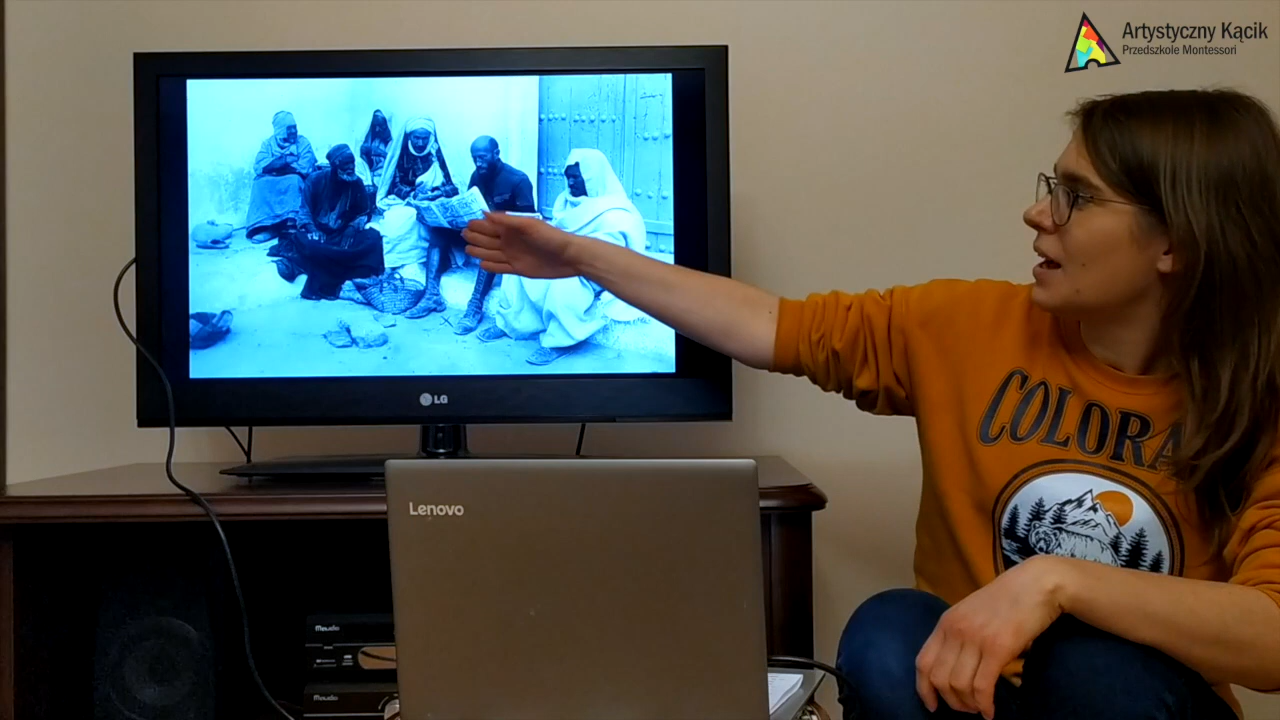 Artystyczny Kącik
Przedszkole Montessori
LG
COLORA
Lenovo